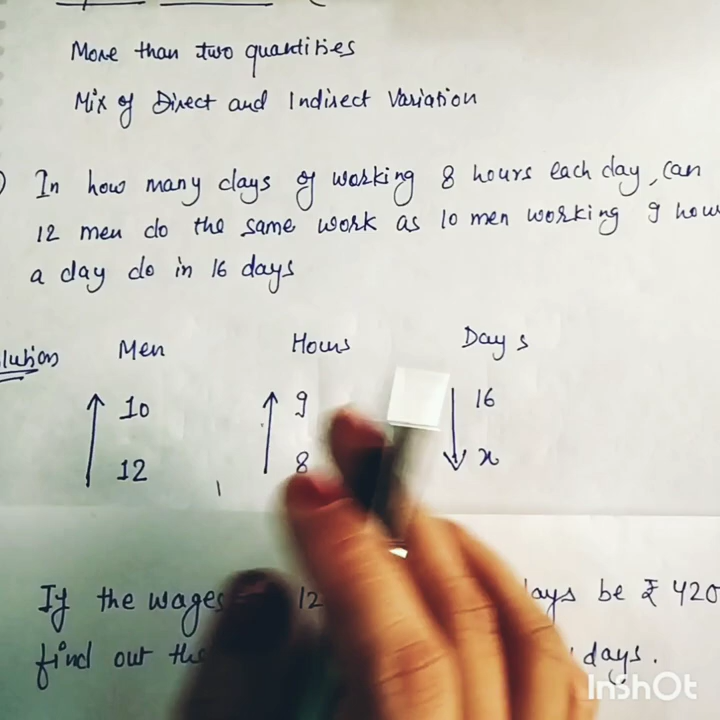 More than two quantities
Mix of Direct and Indirect Variation
In how many days of working 8 hours each day, can
12 men do the same work as 10 men working 9 hou
a day do in 16 days
lution Men Hours Days
10 9 16
12 8 x
If the wages 12 ays be ₹ 420
find out the days.
InShOt